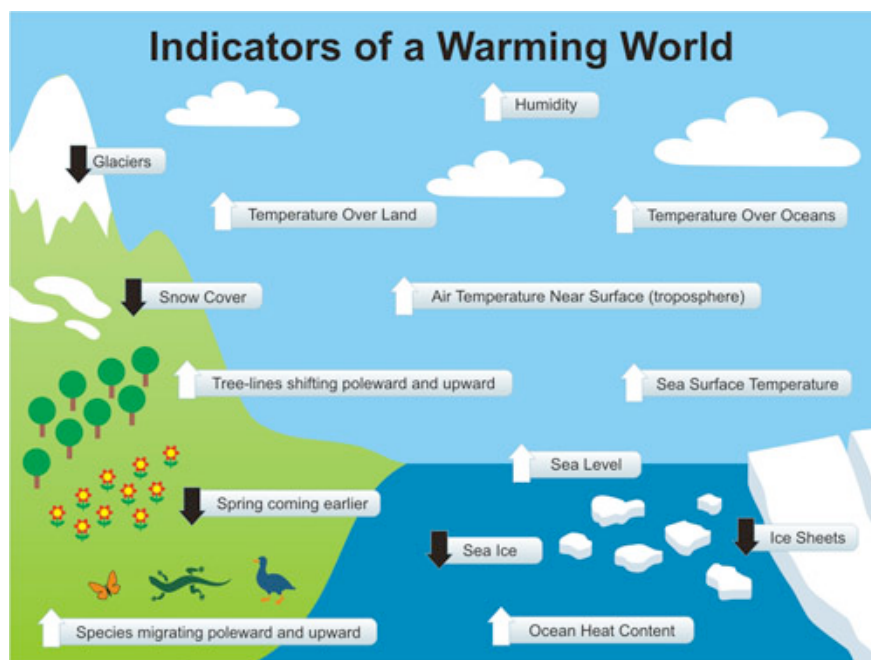 Indicators of a Warming World
Humidity
Glaciers
Temperature Over Land
Temperature Over Oceans
Snow Cover
Air Temperature Near Surface (troposphere)
Tree-lines shifting poleward and upward
Sea Surface Temperature
Sea Level
Spring coming earlier
Sea Ice
Ice Sheets
Species migrating poleward and upward
Ocean Heat Content